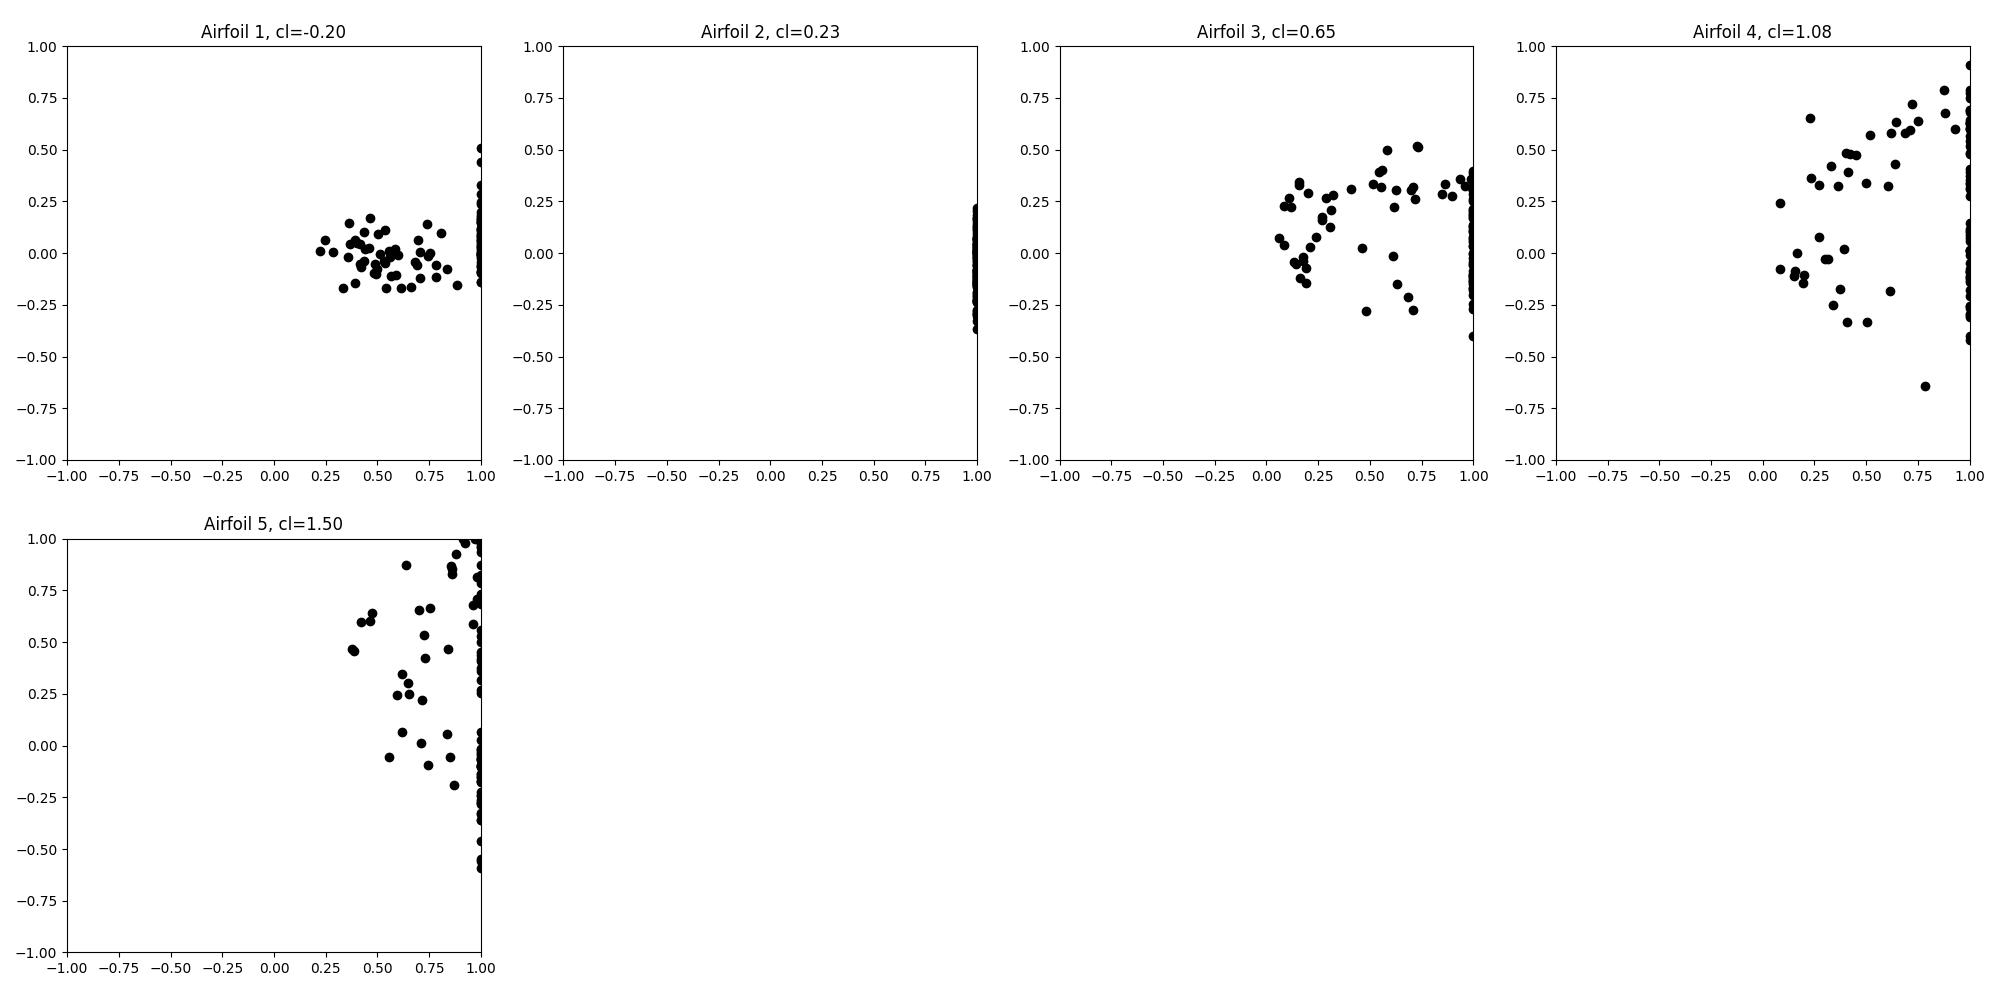 Airfoil 1, cl=-0.20
Airfoil 2, cl=0.23
Airfoil 3, cl=0.65
Airfoil 4, cl=1.08
1.00 1.00 1.00 1.00
0.75 0.75 0.75 0.75
0.50 0.50 0.50 0.50
0.25 0.25 0.25 0.25
0.00 0.00 0.00 0.00
−0.25 −0.25 −0.25 −0.25
−0.50 −0.50 −0.50 −0.50
−0.75 −0.75 −0.75 −0.75
−1.00 −1.00 −1.00 −1.00
−1.00 −0.75 −0.50 −0.25 0.00 0.25 0.50 0.75 1.00
−1.00 −0.75 −0.50 −0.25 0.00 0.25 0.50 0.75 1.00
−1.00 −0.75 −0.50 −0.25 0.00 0.25 0.50 0.75 1.00
−1.00 −0.75 −0.50 −0.25 0.00 0.25 0.50 0.75 1.00
Airfoil 5, cl=1.50
1.00
0.75
0.50
0.25
0.00
−0.25
−0.50
−0.75
−1.00
−1.00 −0.75 −0.50 −0.25 0.00 0.25 0.50 0.75 1.00